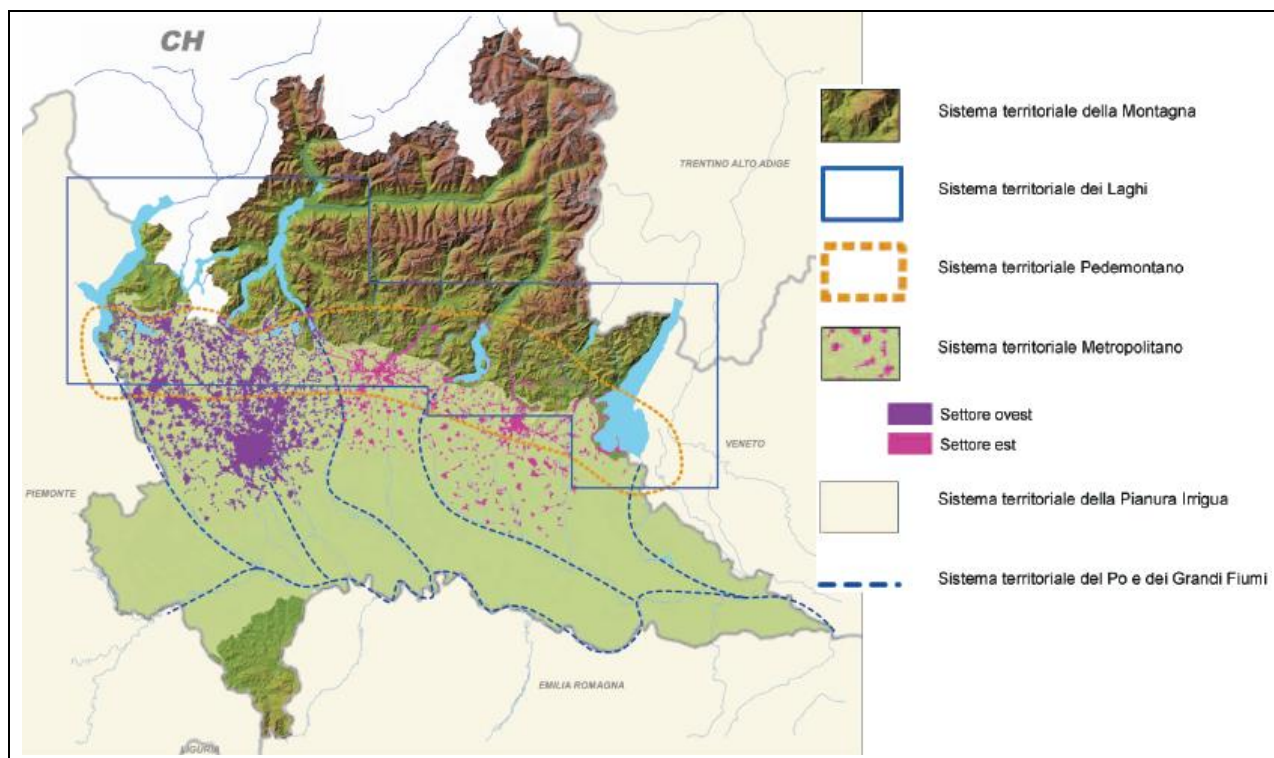 CH
TRENTINO ALTO ADIGE
VENETO
PIEMONTE
EMILIA ROMAGNA
LIGURIA
Sistema territoriale della Montagna
Sistema territoriale dei Laghi
Sistema territoriale Pedemontano
Sistema territoriale Metropolitano
Settore ovest
Settore est
Sistema territoriale della Pianura Irrigua
Sistema territoriale del Po e dei Grandi Fiumi